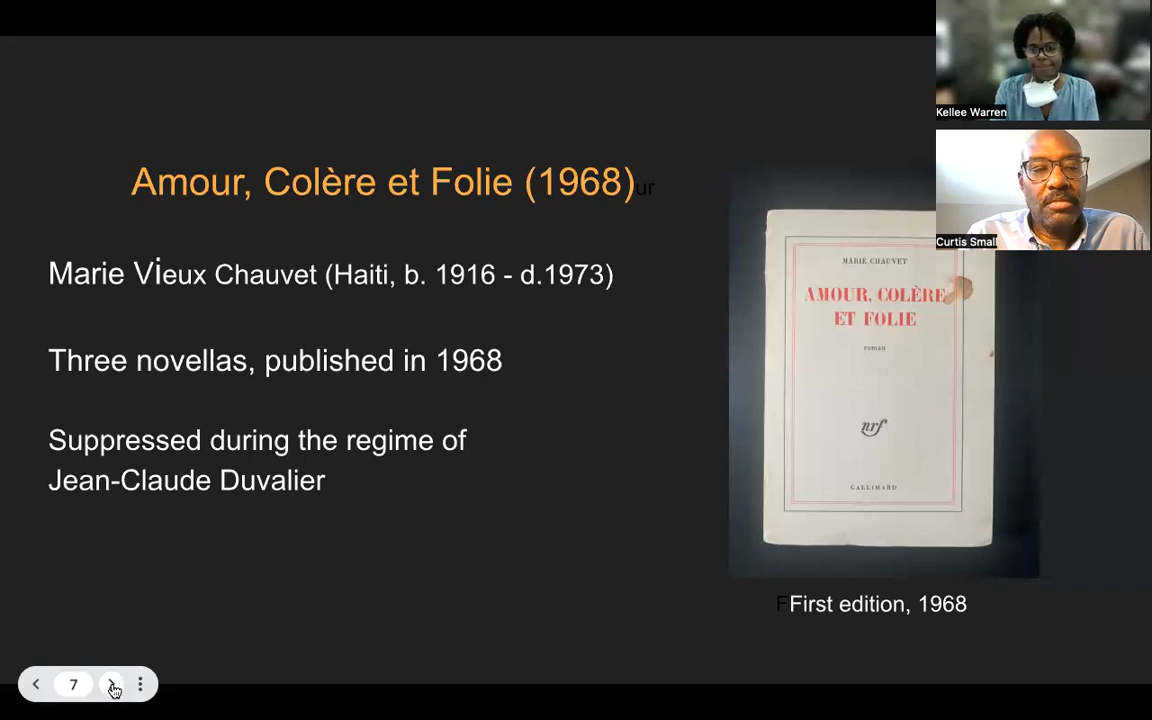 Amour, Colère et Folie (1968)ur
Marie Vieux Chauvet (Haiti, b. 1916 - d.1973)
Three novellas, published in 1968
Suppressed during the regime of
Jean-Claude Duvalier
MARIE CHAUVET
AMOUR, COLÈRE
ET FOLIE
roman
nrf
GALLIMARD
FFirst edition, 1968
Kellee Warren
Curtis Small
7